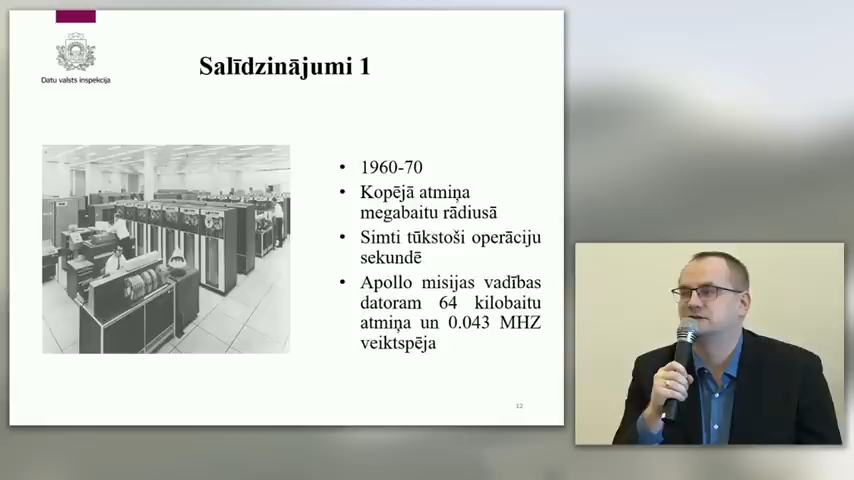 Datu valsts inspekcija
Salīdzinājumi 1
• 1960-70
• Kopējā atmiņa
megabaitu rādiusā
• Simti tūkstoši operāciju
sekundē
• Apollo misijas vadības
datoram 64 kilobaitu
atmiņa un 0.043 MHZ
veiktspēja
12